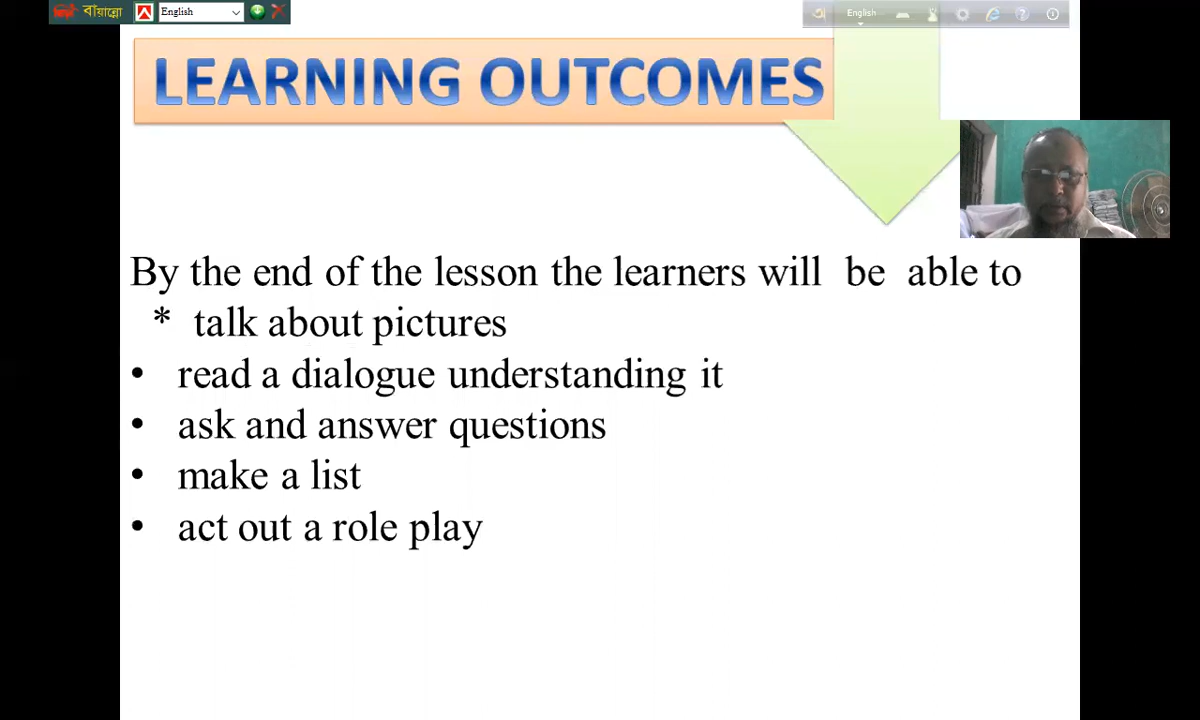 বায়ান্নো
English
English
LEARNING OUTCOMES
By the end of the lesson the learners will be able to
* talk about pictures
• read a dialogue understanding it
• ask and answer questions
• make a list
• act out a role play